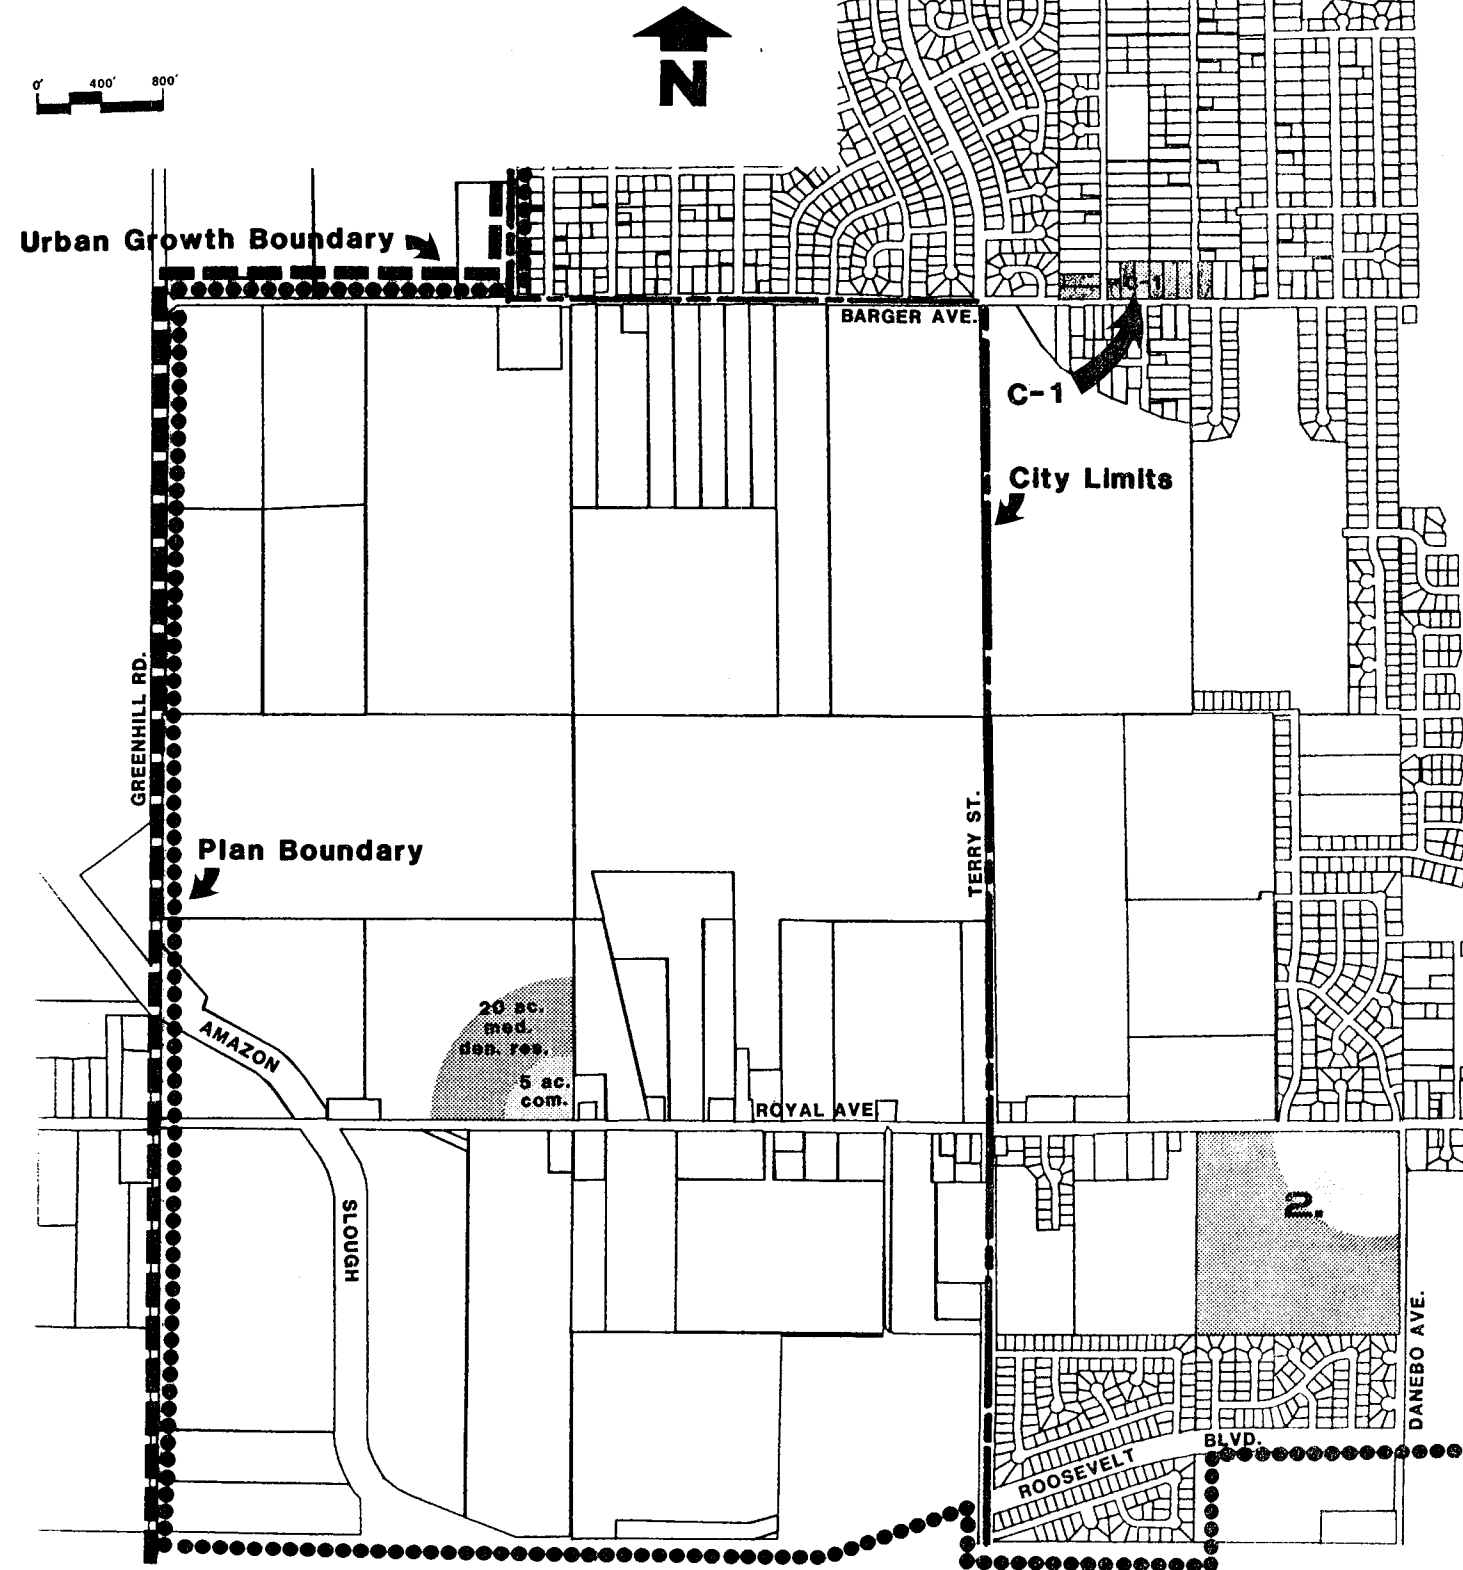 N
0' 400' 800'
Urban Growth Boundary
C-1
BARGER AVE.
C-1
City Limits
GREENHILL RD.
TERRY ST.
Plan Boundary
20 ac.
med.
den. res.
5 ac.
com.
AMAZON
ROYAL AVE.
SLOUGH
2.
DANEBO AVE.
BLVD.
ROOSEVELT